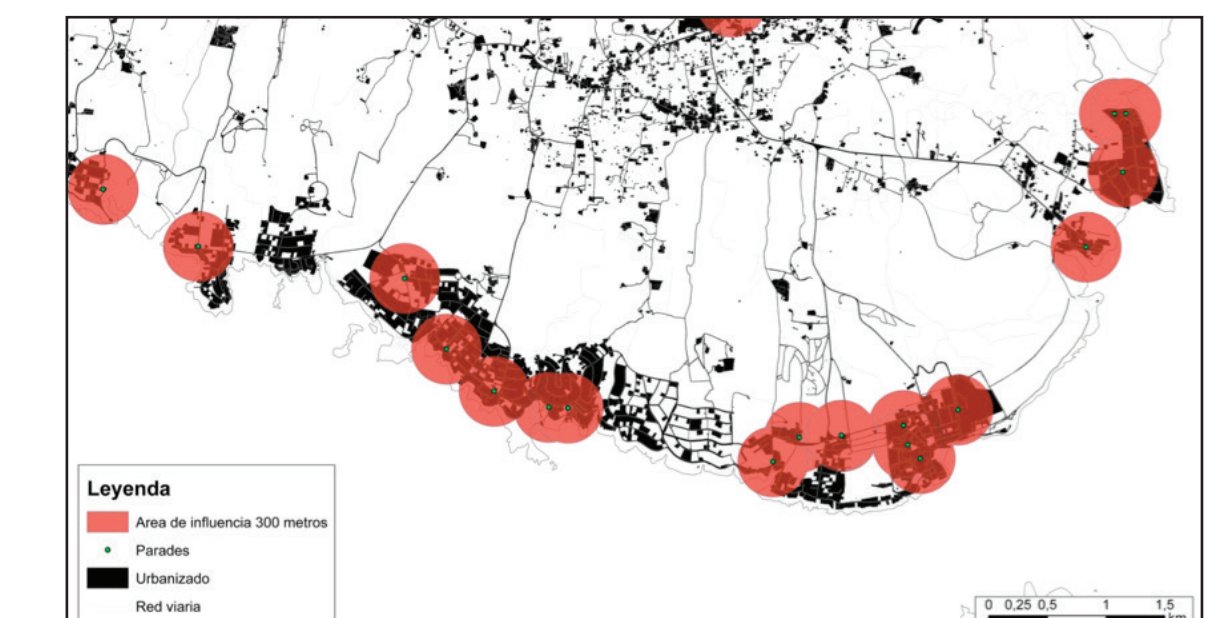 Leyenda
Area de influencia 300 metros
Parades
Urbanizado
Red viaria
0 0,25 0,5 1 1,5
km